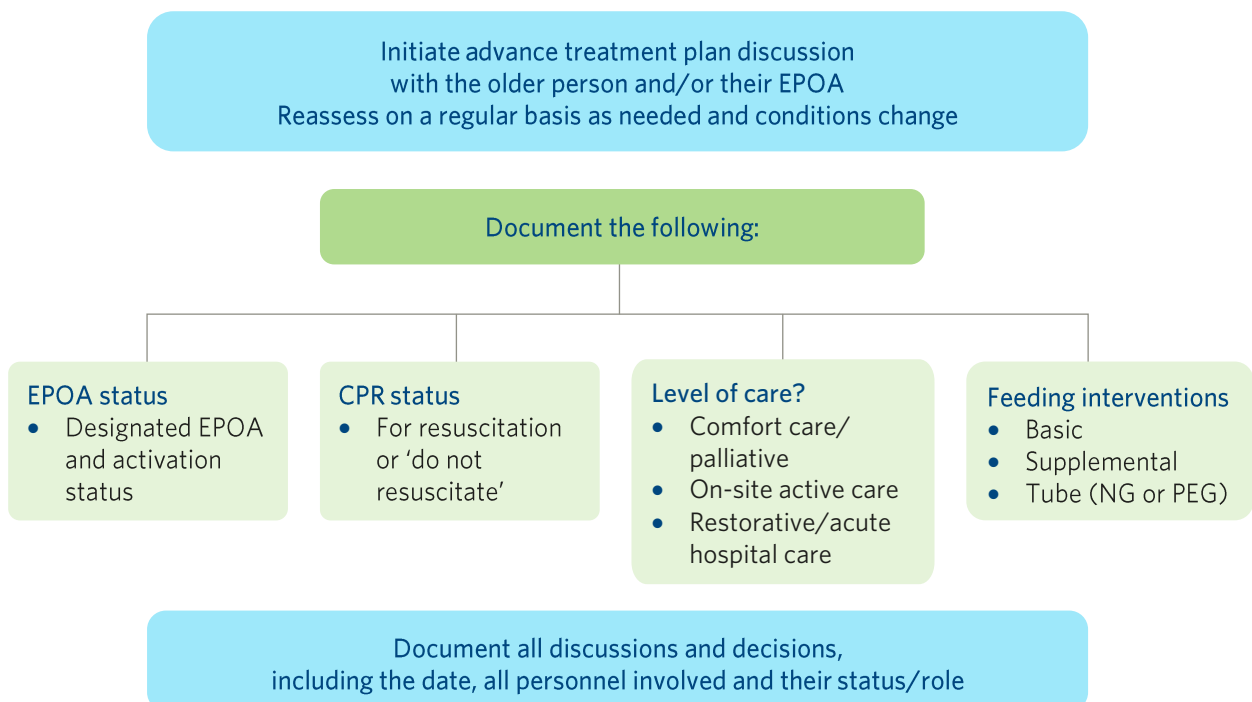 Initiate advance treatment plan discussion
with the older person and/or their EPOA
Reassess on a regular basis as needed and conditions change
Document the following:
EPOA status
• Designated EPOA
and activation
status
CPR status
• For resuscitation
or ‘do not
resuscitate’
Level of care?
• Comfort care/
palliative
• On-site active care
• Restorative/acute
hospital care
Feeding interventions
• Basic
• Supplemental
• Tube (NG or PEG)
Document all discussions and decisions,
including the date, all personnel involved and their status/role